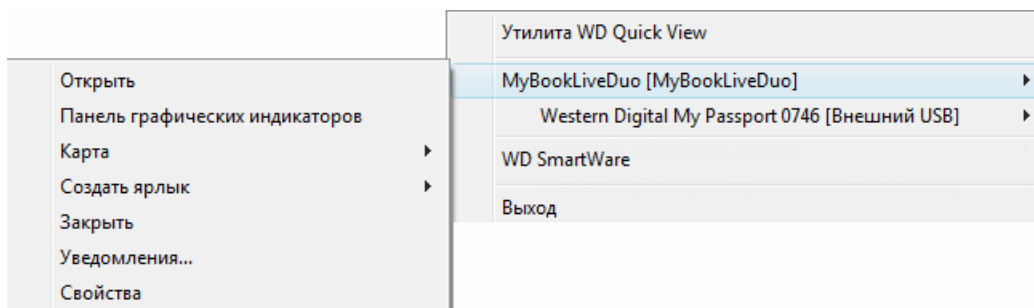 Утилита WD Quick View
MyBookLiveDuo [MyBookLiveDuo]
Western Digital My Passport 0746 [Внешний USB]
WD SmartWare
Выход
Открыть
Панель графических индикаторов
Карта
Создать ярлык
Закрыть
Уведомления...
Свойства